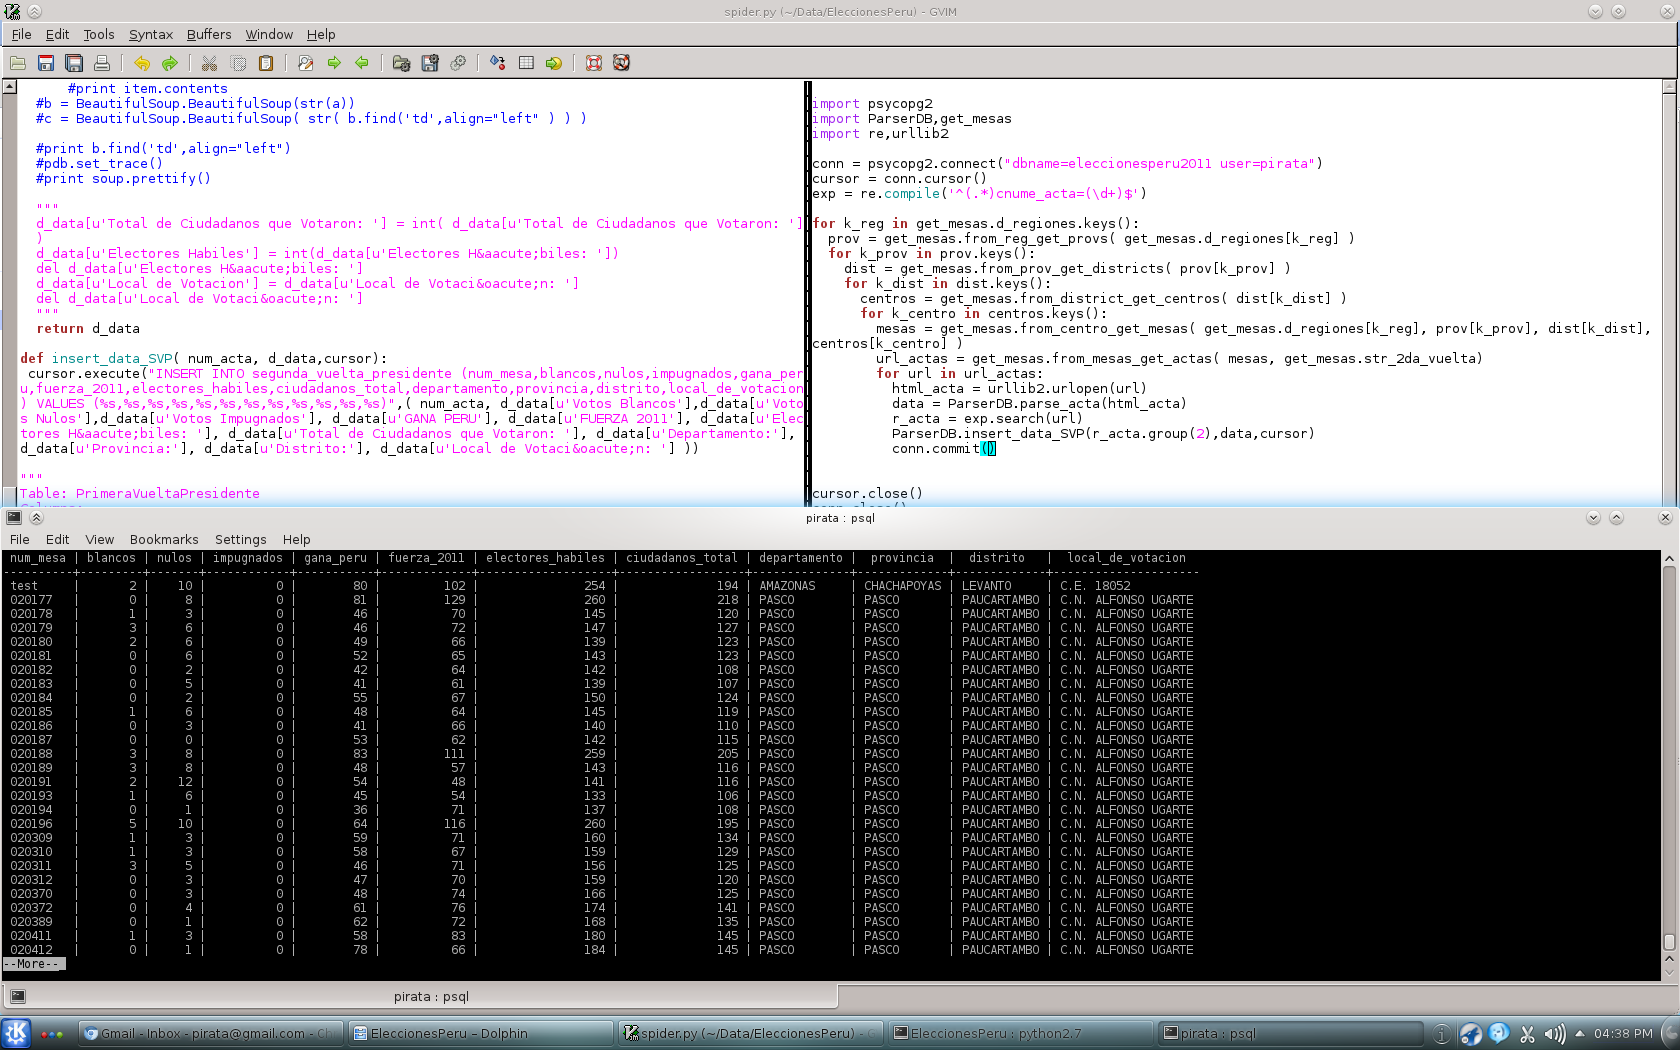 spider.py (~/Data/EleccionesPeru) - GVIM
File Edit Tools Syntax Buffers Window Help
#print item.contents
#b = BeautifulSoup.BeautifulSoup(str(a))
#c = BeautifulSoup.BeautifulSoup( str( b.find('td',align="left" ) ) )
#print b.find('td',align="left")
#pdb.set_trace()
#print soup.prettify()
"""
d_data[u'Total de Ciudadanos que Votaron: '] = int( d_data[u'Total de Ciudadanos que Votaron: ']
)
d_data[u'Electores Habiles'] = int(d_data[u'Electores H&aacute;biles: '])
del d_data[u'Electores H&aacute;biles: ']
d_data[u'Local de Votacion'] = d_data[u'Local de Votaci&oacute;n: ']
del d_data[u'Local de Votaci&oacute;n: ']
"""
return d_data
def insert_data_SVP( num_acta, d_data,cursor):
cursor.execute("INSERT INTO segunda_vuelta_presidente (num_mesa,blancos,nulos,impugnados,gana_per
u,fuerza_2011,electores_habiles,ciudadanos_total,departamento,provincia,distrito,local_de_votacion
) VALUES (%s,%s,%s,%s,%s,%s,%s,%s,%s,%s,%s,%s)",( num_acta, d_data[u'Votos Blancos'],d_data[u'Voto
s Nulos'],d_data[u'Votos Impugnados'], d_data[u'GANA PERU'], d_data[u'FUERZA 2011'], d_data[u'Elec
tores H&aacute;biles: '], d_data[u'Total de Ciudadanos que Votaron: '], d_data[u'Departamento:'],
d_data[u'Provincia:'], d_data[u'Distrito:'], d_data[u'Local de Votaci&oacute;n: '] ))
"""
Table: PrimeraVueltaPresidente
import psycopg2
import ParserDB,get_mesas
import re,urllib2
conn = psycopg2.connect("dbname=eleccionesperu2011 user=pirata")
cursor = conn.cursor()
exp = re.compile('^(.*)cnume_acta=(\d+)$')
for k_reg in get_mesas.d_regiones.keys():
prov = get_mesas.from_reg_get_provs( get_mesas.d_regiones[k_reg] )
for k_prov in prov.keys():
dist = get_mesas.from_prov_get_districts( prov[k_prov] )
for k_dist in dist.keys():
centros = get_mesas.from_district_get_centros( dist[k_dist] )
for k_centro in centros.keys():
mesas = get_mesas.from_centro_get_mesas( get_mesas.d_regiones[k_reg], prov[k_prov], dist[k_dist],
centros[k_centro] )
url_actas = get_mesas.from_mesas_get_actas( mesas, get_mesas.str_2da_vuelta)
for url in url_actas:
html_acta = urllib2.urlopen(url)
data = ParserDB.parse_acta(html_acta)
r_acta = exp.search(url)
ParserDB.insert_data_SVP(r_acta.group(2),data,cursor)
conn.commit()
cursor.close()
conn.close()
pirata : psql
File Edit View Bookmarks Settings Help
num_mesa | blancos | nulos | impugnados | gana_peru | fuerza_2011 | electores_habiles | ciudadanos_total | departamento | provincia | distrito | local_de_votacion
test | 2 | 10 | 0 | 80 | 102 | 254 | 194 | AMAZONAS | CHACHAPOYAS | LEVANTO | C.E. 18052
020177 | 0 | 8 | 0 | 81 | 129 | 260 | 218 | PASCO | PASCO | PAUCARTAMBO | C.N. ALFONSO UGARTE
020178 | 1 | 3 | 0 | 46 | 70 | 145 | 120 | PASCO | PASCO | PAUCARTAMBO | C.N. ALFONSO UGARTE
020179 | 3 | 6 | 0 | 46 | 72 | 147 | 127 | PASCO | PASCO | PAUCARTAMBO | C.N. ALFONSO UGARTE
020180 | 2 | 6 | 0 | 49 | 66 | 139 | 123 | PASCO | PASCO | PAUCARTAMBO | C.N. ALFONSO UGARTE
020181 | 0 | 6 | 0 | 52 | 65 | 143 | 123 | PASCO | PASCO | PAUCARTAMBO | C.N. ALFONSO UGARTE
020182 | 0 | 2 | 0 | 42 | 64 | 142 | 108 | PASCO | PASCO | PAUCARTAMBO | C.N. ALFONSO UGARTE
020183 | 0 | 5 | 0 | 41 | 61 | 139 | 107 | PASCO | PASCO | PAUCARTAMBO | C.N. ALFONSO UGARTE
020184 | 0 | 2 | 0 | 55 | 67 | 150 | 124 | PASCO | PASCO | PAUCARTAMBO | C.N. ALFONSO UGARTE
020185 | 1 | 6 | 0 | 48 | 64 | 145 | 119 | PASCO | PASCO | PAUCARTAMBO | C.N. ALFONSO UGARTE
020186 | 0 | 3 | 0 | 41 | 66 | 140 | 110 | PASCO | PASCO | PAUCARTAMBO | C.N. ALFONSO UGARTE
020187 | 0 | 0 | 0 | 53 | 62 | 142 | 115 | PASCO | PASCO | PAUCARTAMBO | C.N. ALFONSO UGARTE
020188 | 3 | 8 | 0 | 83 | 111 | 259 | 205 | PASCO | PASCO | PAUCARTAMBO | C.N. ALFONSO UGARTE
020189 | 3 | 8 | 0 | 48 | 57 | 143 | 116 | PASCO | PASCO | PAUCARTAMBO | C.N. ALFONSO UGARTE
020191 | 2 | 12 | 0 | 54 | 48 | 141 | 116 | PASCO | PASCO | PAUCARTAMBO | C.N. ALFONSO UGARTE
020193 | 1 | 6 | 0 | 45 | 54 | 133 | 106 | PASCO | PASCO | PAUCARTAMBO | C.N. ALFONSO UGARTE
020194 | 0 | 1 | 0 | 36 | 71 | 137 | 108 | PASCO | PASCO | PAUCARTAMBO | C.N. ALFONSO UGARTE
020196 | 5 | 10 | 0 | 64 | 116 | 260 | 195 | PASCO | PASCO | PAUCARTAMBO | C.N. ALFONSO UGARTE
020309 | 1 | 3 | 0 | 59 | 71 | 160 | 134 | PASCO | PASCO | PAUCARTAMBO | C.N. ALFONSO UGARTE
020310 | 1 | 3 | 0 | 58 | 67 | 159 | 129 | PASCO | PASCO | PAUCARTAMBO | C.N. ALFONSO UGARTE
020311 | 3 | 5 | 0 | 46 | 71 | 156 | 125 | PASCO | PASCO | PAUCARTAMBO | C.N. ALFONSO UGARTE
020312 | 0 | 3 | 0 | 47 | 70 | 159 | 120 | PASCO | PASCO | PAUCARTAMBO | C.N. ALFONSO UGARTE
020370 | 0 | 3 | 0 | 48 | 74 | 166 | 125 | PASCO | PASCO | PAUCARTAMBO | C.N. ALFONSO UGARTE
020372 | 0 | 4 | 0 | 61 | 76 | 174 | 141 | PASCO | PASCO | PAUCARTAMBO | C.N. ALFONSO UGARTE
020389 | 0 | 1 | 0 | 62 | 72 | 168 | 135 | PASCO | PASCO | PAUCARTAMBO | C.N. ALFONSO UGARTE
020411 | 1 | 3 | 0 | 58 | 83 | 180 | 145 | PASCO | PASCO | PAUCARTAMBO | C.N. ALFONSO UGARTE
020412 | 0 | 1 | 0 | 78 | 66 | 184 | 145 | PASCO | PASCO | PAUCARTAMBO | C.N. ALFONSO UGARTE
--More--
pirata : psql
Gmail - Inbox - pirata@gmail.com - Ch
EleccionesPeru – Dolphin
spider.py (~/Data/EleccionesPeru) - G
EleccionesPeru : python2.7
pirata : psql
04:38 PM